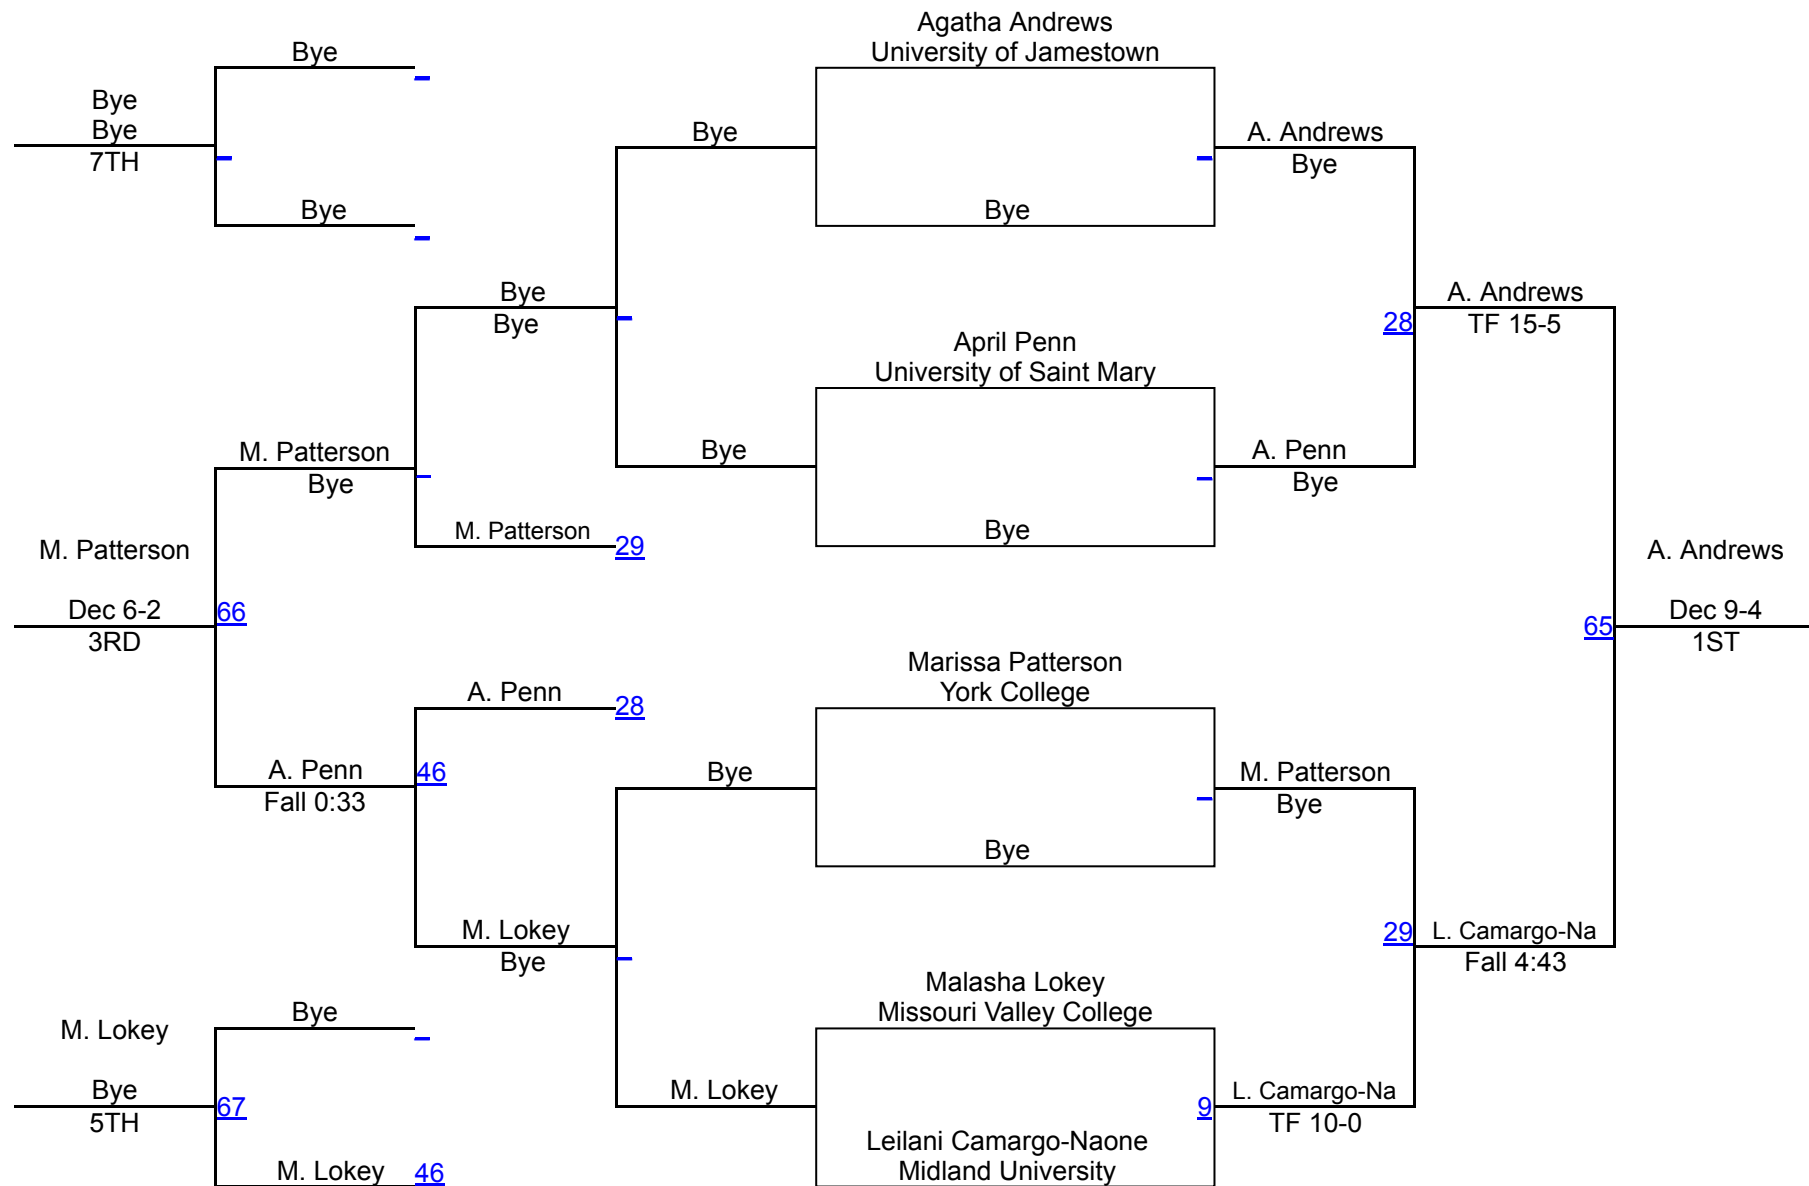 Agatha Andrews
University of Jamestown
Bye
Bye
Bye
7TH
Bye
A. Andrews
Bye
Bye
Bye
Bye
Bye
A. Andrews
TF 15-5
28
April Penn
University of Saint Mary
M. Patterson
Bye
Bye
A. Penn
Bye
M. Patterson
29
Bye
M. Patterson
A. Andrews
Dec 6-2
66
3RD
65
Dec 9-4
1ST
Marissa Patterson
York College
A. Penn
28
A. Penn
46
Fall 0:33
Bye
M. Patterson
Bye
Bye
M. Lokey
Bye
29
L. Camargo-Na
Fall 4:43
Malasha Lokey
Missouri Valley College
Bye
M. Lokey
Bye
67
5TH
M. Lokey
9
L. Camargo-Na
TF 10-0
Leilani Camargo-Naone
Midland University
M. Lokey
46